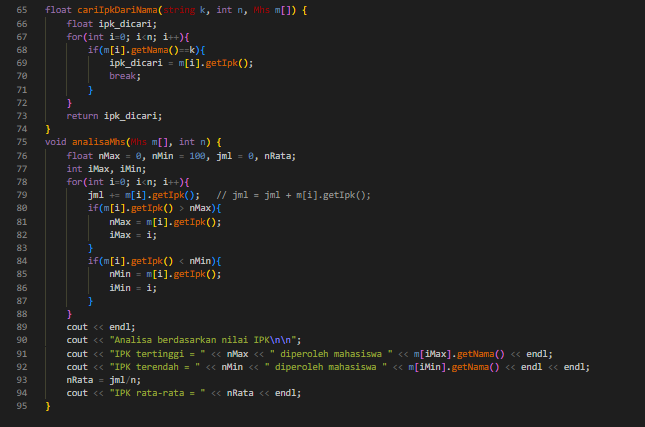 65 float cariIpkDariNama(string k, int n, Mhs m[]) {
66 float ipk_dicari;
67 for(int i=0; i<n; i++){
68 if(m[i].getNama()==k){
69 ipk_dicari = m[i].getIpk();
70 break;
71 }
72 }
73 return ipk_dicari;
74 }
75 void analisaMhs(Mhs m[], int n) {
76 float nMax = 0, nMin = 100, jml = 0, nRata;
77 int iMax, iMin;
78 for(int i=0; i<n; i++){
79 jml += m[i].getIpk(); // jml = jml + m[i].getIpk();
80 if(m[i].getIpk() > nMax){
81 nMax = m[i].getIpk();
82 iMax = i;
83 }
84 if(m[i].getIpk() < nMin){
85 nMin = m[i].getIpk();
86 iMin = i;
87 }
88 }
89 cout << endl;
90 cout << "Analisa berdasarkan nilai IPK\n\n";
91 cout << "IPK tertinggi = " << nMax << " diperoleh mahasiswa " << m[iMax].getNama() << endl;
92 cout << "IPK terendah = " << nMin << " diperoleh mahasiswa " << m[iMin].getNama() << endl << endl;
93 nRata = jml/n;
94 cout << "IPK rata-rata = " << nRata << endl;
95 }